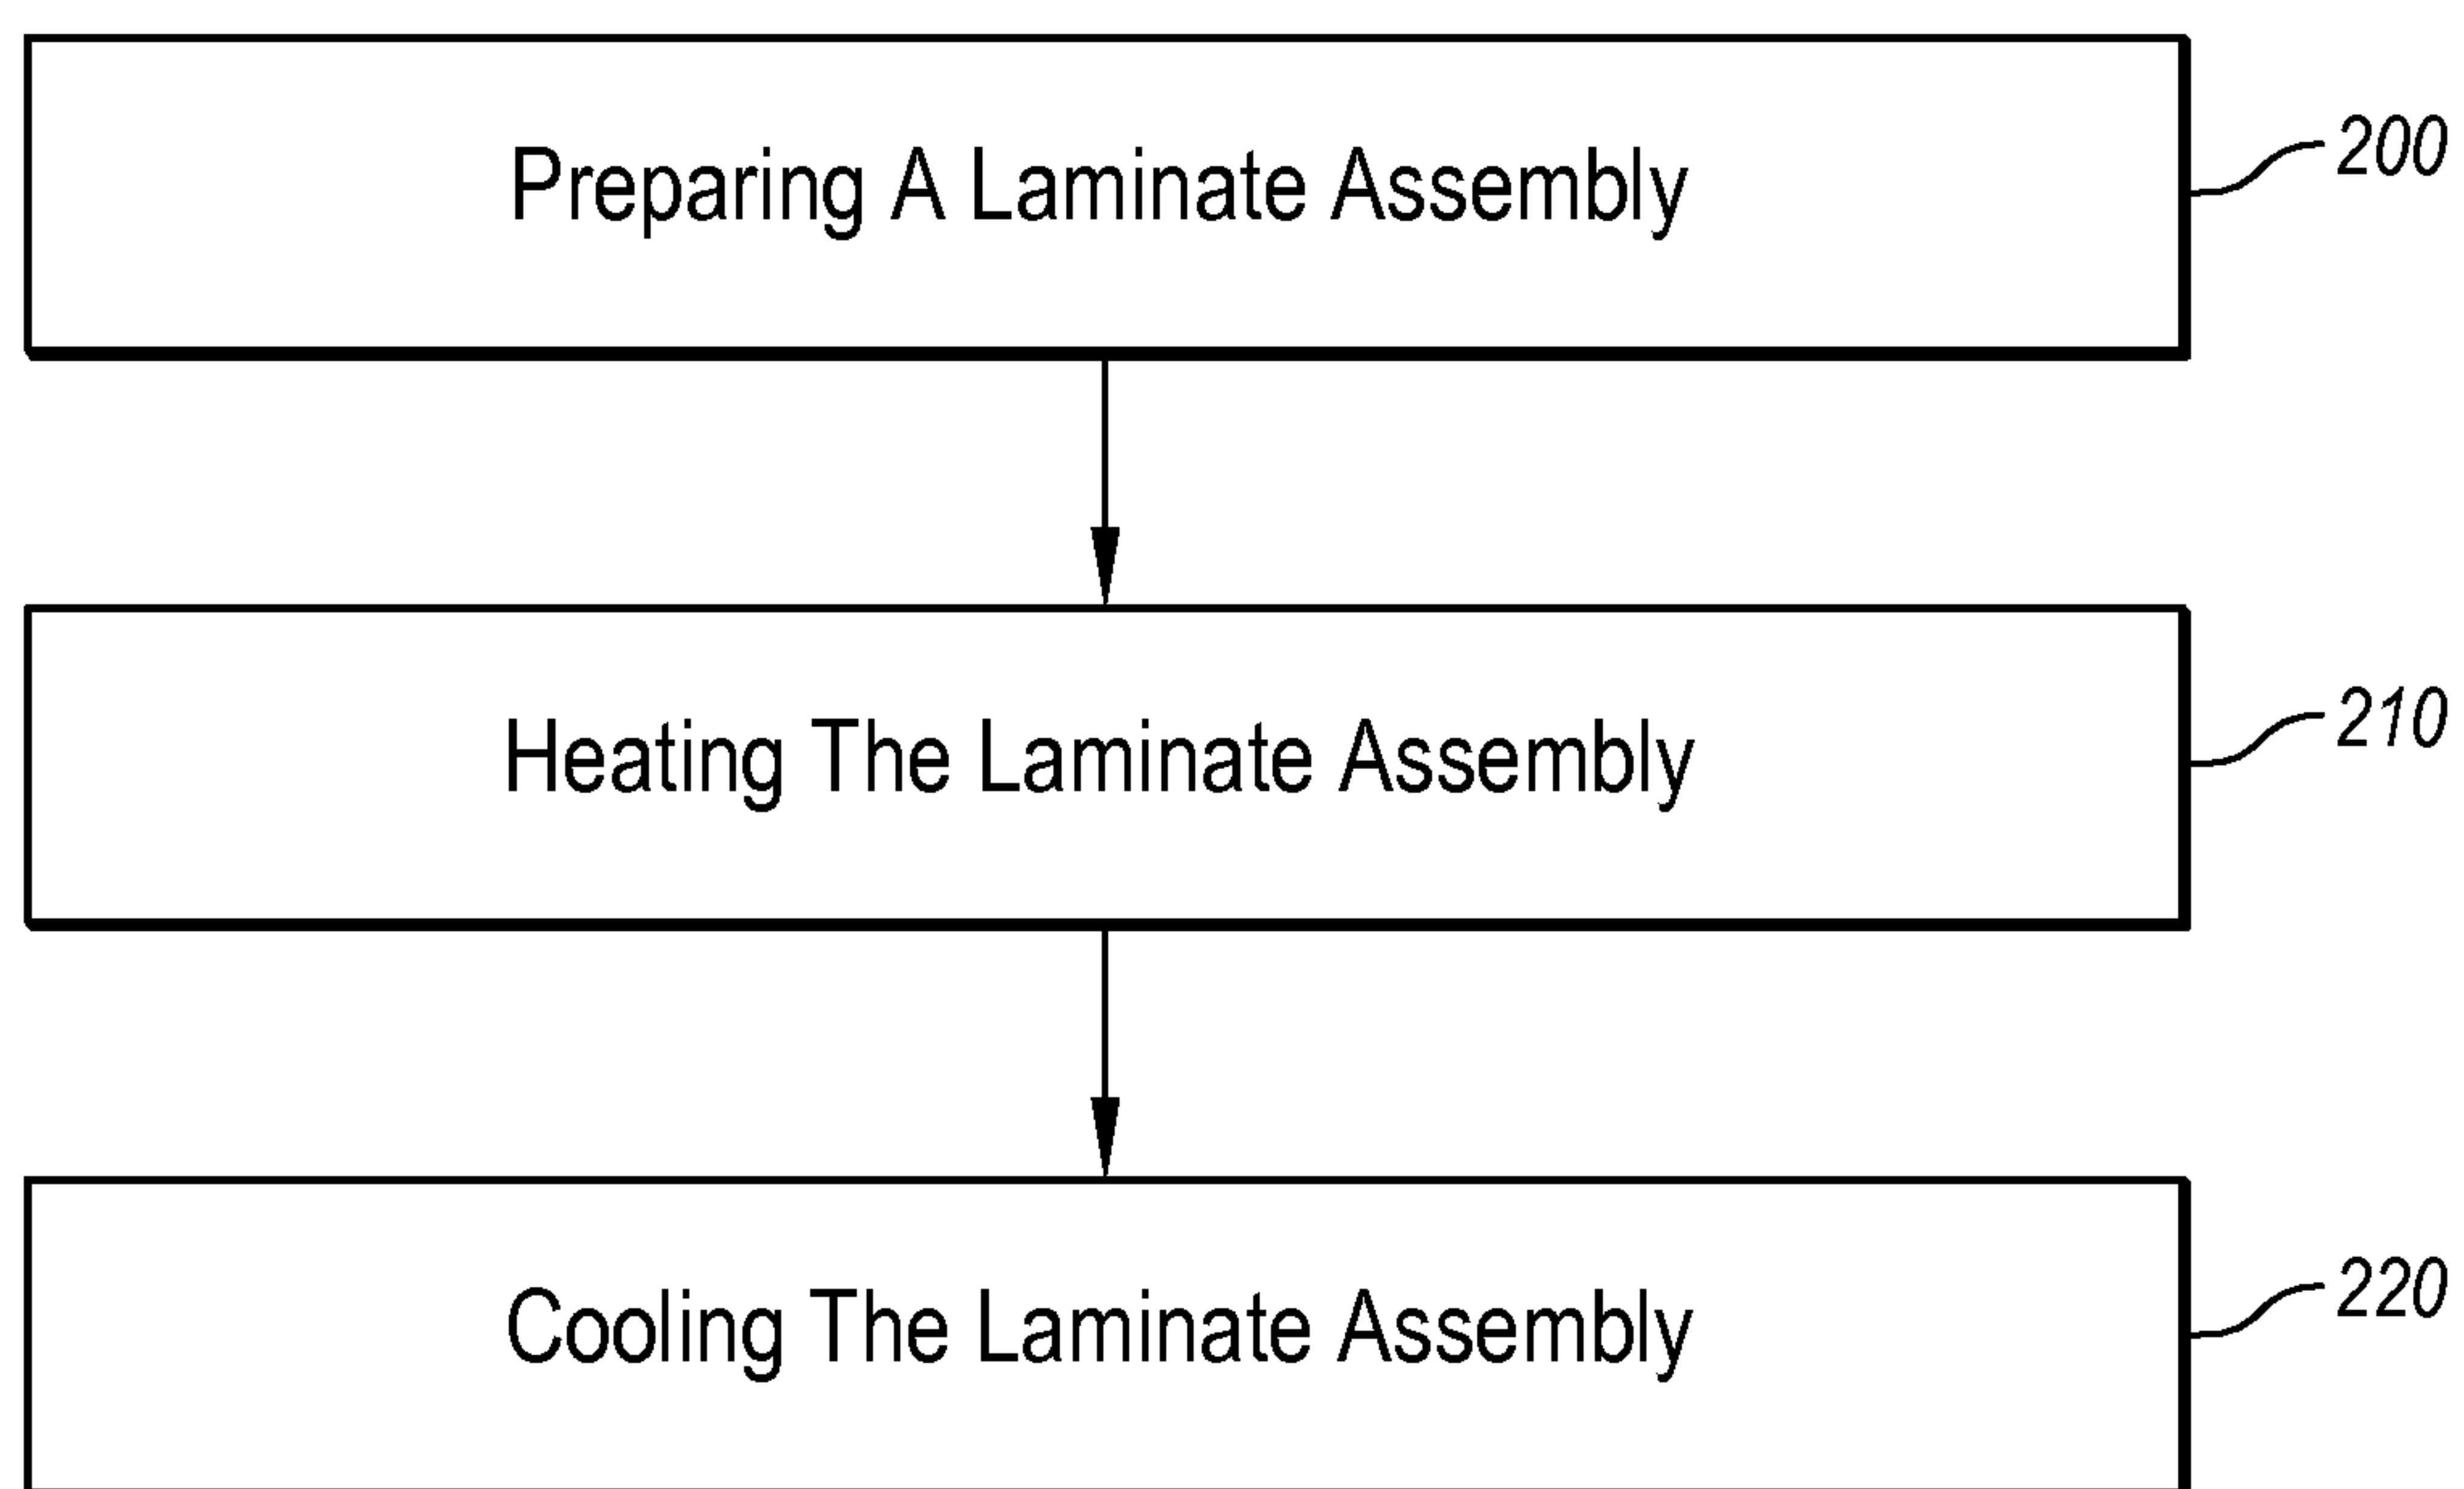 Preparing A Laminate Assembly
200
Heating The Laminate Assembly
210
Cooling The Laminate Assembly
220